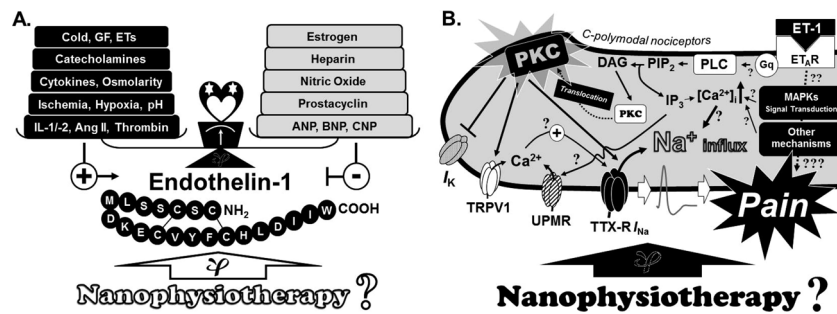 A.
Cold, GF, ETs
Catecholamines
Cytokines, Osmolarity
Ischemia, Hypoxia, pH
IL-1/-2, Ang II, Thrombin
Estrogen
Heparin
Nitric Oxide
Prostacyclin
ANP, BNP, CNP
+
Endothelin-1
-
M L S S C S C NH2
D K E C V Y F C H L D I I W COOH
Nanophysiotherapy ?
B.
C-polymodal nociceptors
ET-1
ETAR
PKC
DAG
PIP2
PLC
?
Gq
??
Translocation
PKC
IP3
[Ca2+]i
?
MAPKs
Signal Transduction
?
Other
mechanisms
?
+
?
Na+ influx
???
IK
Ca2+
?
TRPV1
UPMR
TTX-R INa
Pain
Nanophysiotherapy ?